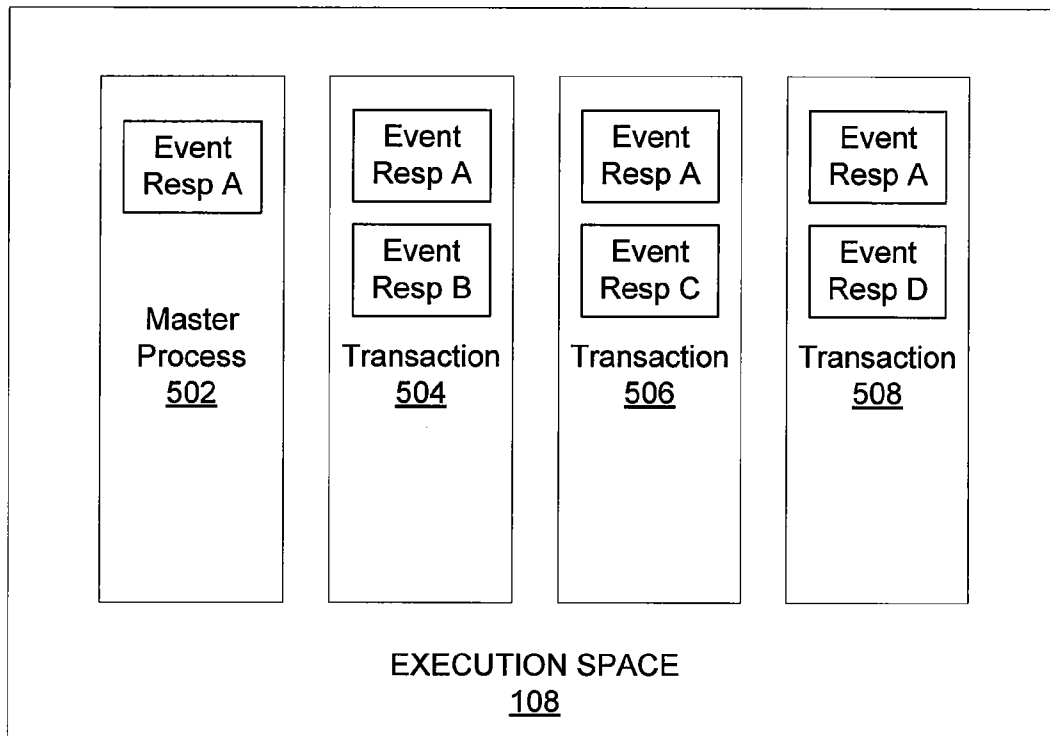 Event
Resp A
Master
Process
502
Event
Resp A
Event
Resp B
Transaction
504
Event
Resp A
Event
Resp C
Transaction
506
Event
Resp A
Event
Resp D
Transaction
508
EXECUTION SPACE
108